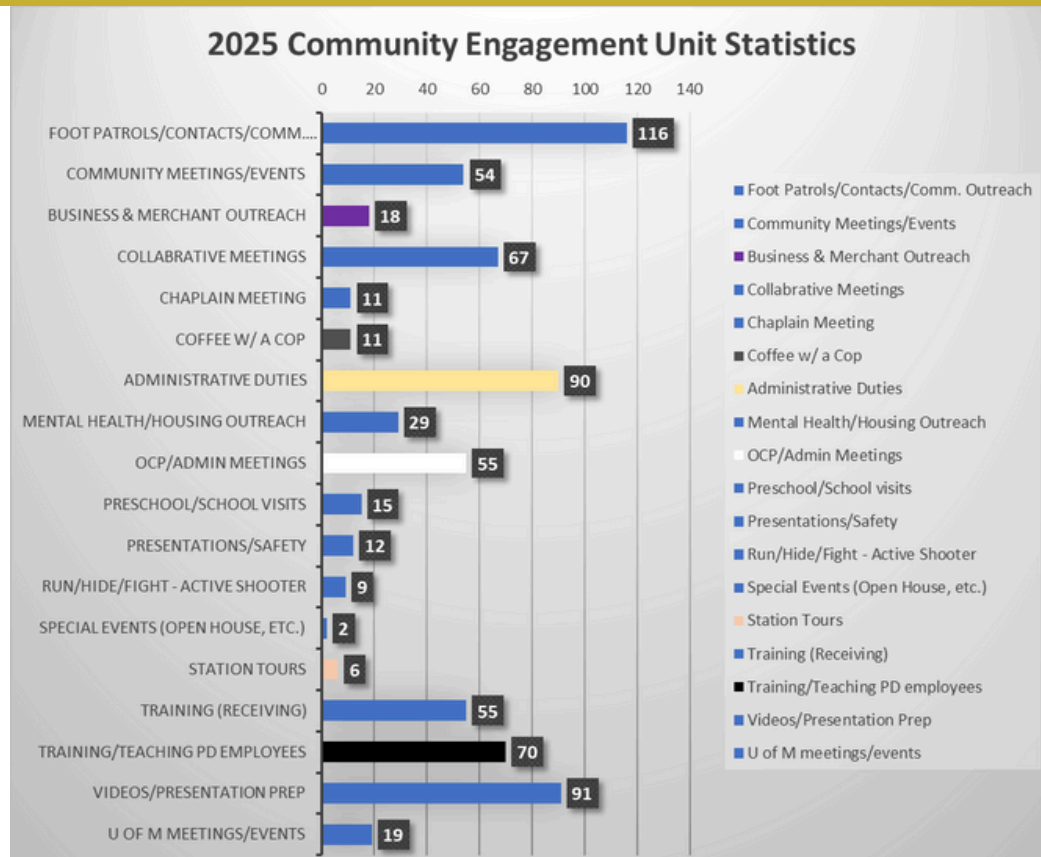 2025 Community Engagement Unit Statistics
0 20 40 60 80 100 120 140
FOOT PATROLS/CONTACTS/COMM.... 116
COMMUNITY MEETINGS/EVENTS 54
BUSINESS & MERCHANT OUTREACH 18
COLLABRATIVE MEETINGS 67
CHAPLAIN MEETING 11
COFFEE W/ A COP 11
ADMINISTRATIVE DUTIES 90
MENTAL HEALTH/HOUSING OUTREACH 29
OCP/ADMIN MEETINGS 55
PRESCHOOL/SCHOOL VISITS 15
PRESENTATIONS/SAFETY 12
RUN/HIDE/FIGHT - ACTIVE SHOOTER 9
SPECIAL EVENTS (OPEN HOUSE, ETC.) 2
STATION TOURS 6
TRAINING (RECEIVING) 55
TRAINING/TEACHING PD EMPLOYEES 70
VIDEOS/PRESENTATION PREP 91
U OF M MEETINGS/EVENTS 19
Foot Patrols/Contacts/Comm. Outreach
Community Meetings/Events
Business & Merchant Outreach
Collabrative Meetings
Chaplain Meeting
Coffee w/ a Cop
Administrative Duties
Mental Health/Housing Outreach
OCP/Admin Meetings
Preschool/School visits
Presentations/Safety
Run/Hide/Fight - Active Shooter
Special Events (Open House, etc.)
Station Tours
Training (Receiving)
Training/Teaching PD employees
Videos/Presentation Prep
U of M meetings/events